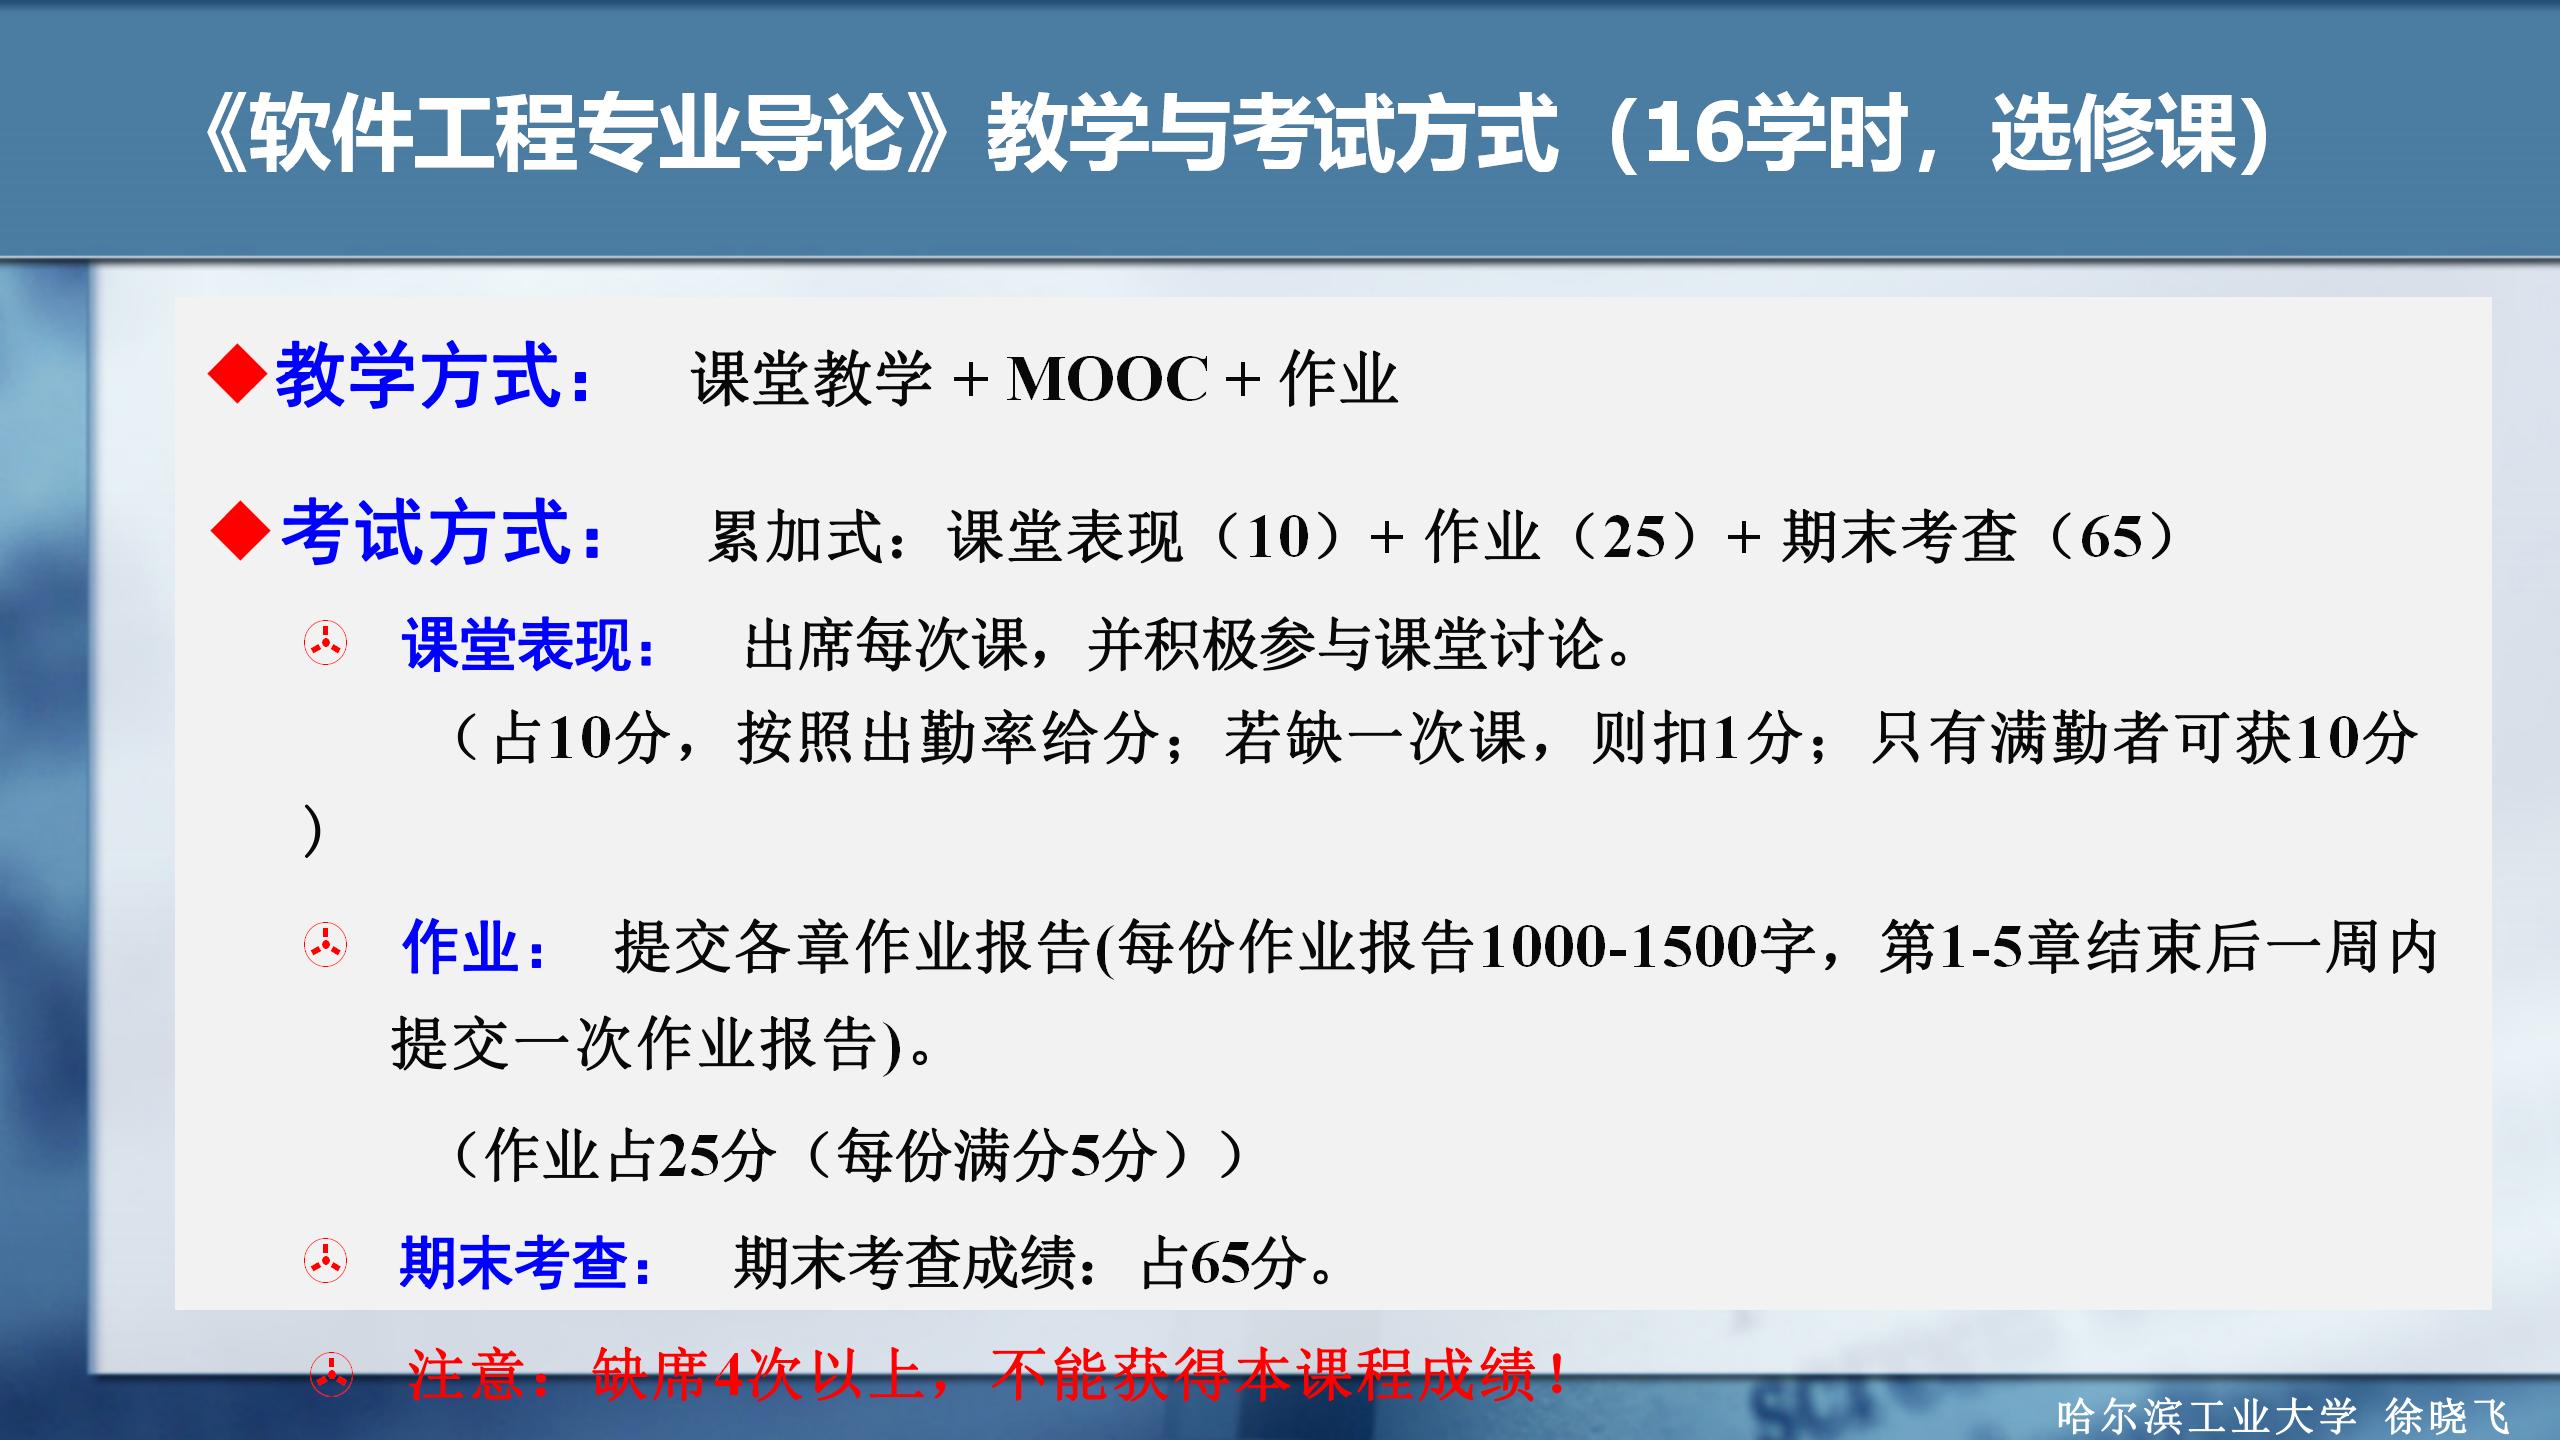 《软件工程专业导论》教学与考试方式（16学时，选修课）
教学方式： 课堂教学 + MOOC + 作业
考试方式： 累加式：课堂表现（10）+ 作业（25）+ 期末考查（65）
课堂表现： 出席每次课，并积极参与课堂讨论。
（占10分，按照出勤率给分；若缺一次课，则扣1分；只有满勤者可获10分
）
作业： 提交各章作业报告(每份作业报告1000-1500字，第1-5章结束后一周内
提交一次作业报告)。
（作业占25分（每份满分5分））
期末考查： 期末考查成绩：占65分。
注意：缺席4次以上，不能获得本课程成绩！
哈尔滨工业大学 徐晓飞